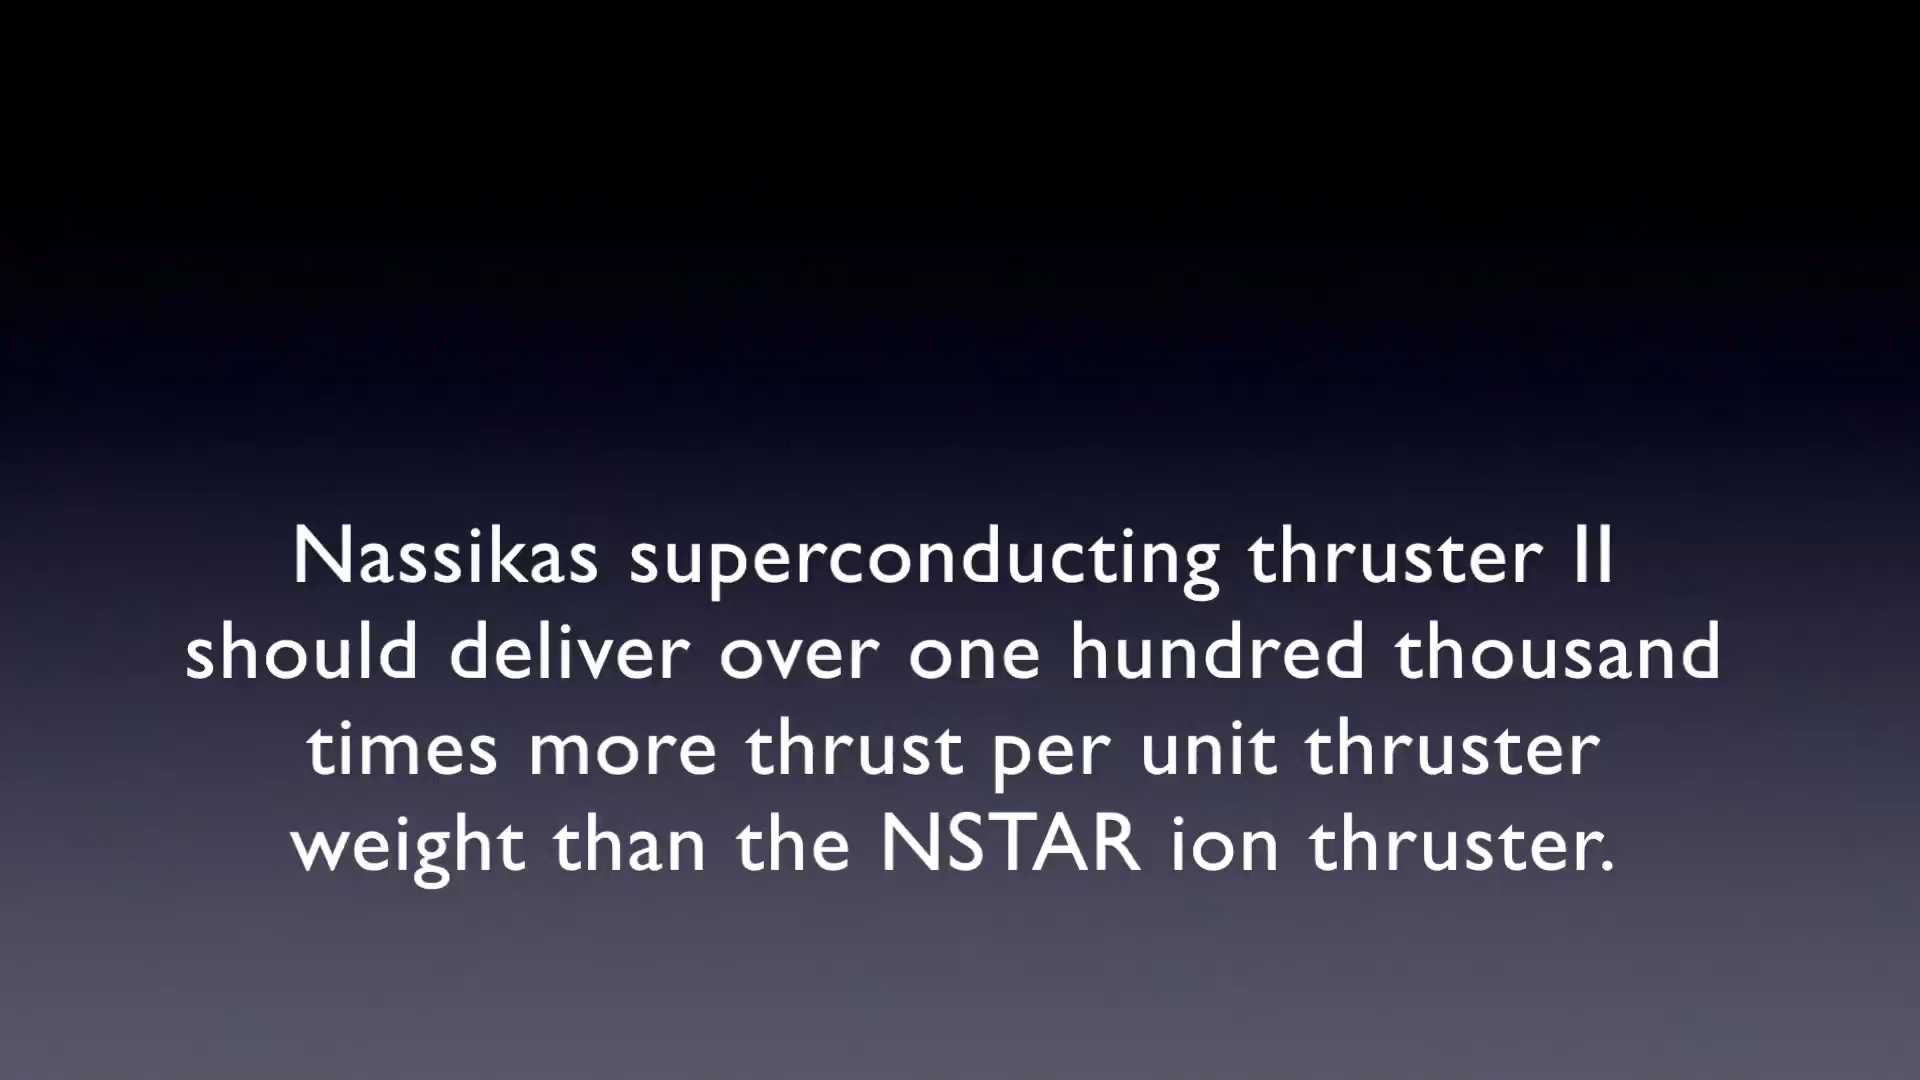 Nassikas superconducting thruster II
should deliver over one hundred thousand
times more thrust per unit thruster
weight than the NSTAR ion thruster.